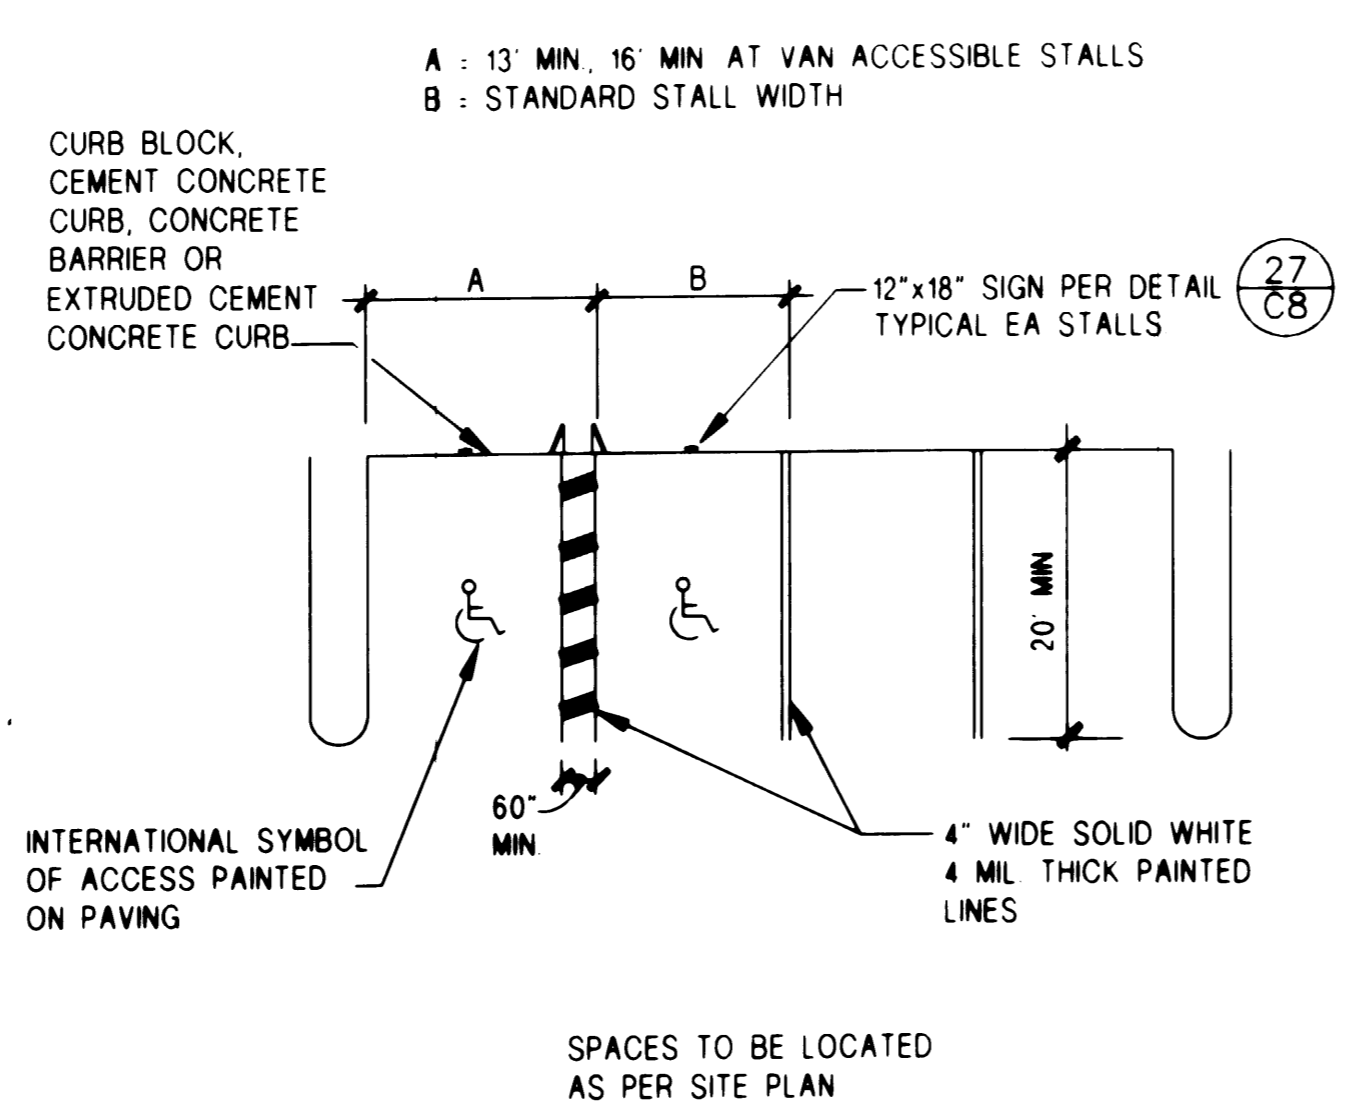 A : 13' MIN., 16' MIN AT VAN ACCESSIBLE STALLS
B : STANDARD STALL WIDTH
CURB BLOCK,
CEMENT CONCRETE
CURB, CONCRETE
BARRIER OR
EXTRUDED CEMENT
CONCRETE CURB
A
B
12"x18" SIGN PER DETAIL
TYPICAL EA STALLS
27
C8
20' MIN
60"
MIN.
INTERNATIONAL SYMBOL
OF ACCESS PAINTED
ON PAVING
4" WIDE SOLID WHITE
4 MIL. THICK PAINTED
LINES
SPACES TO BE LOCATED
AS PER SITE PLAN